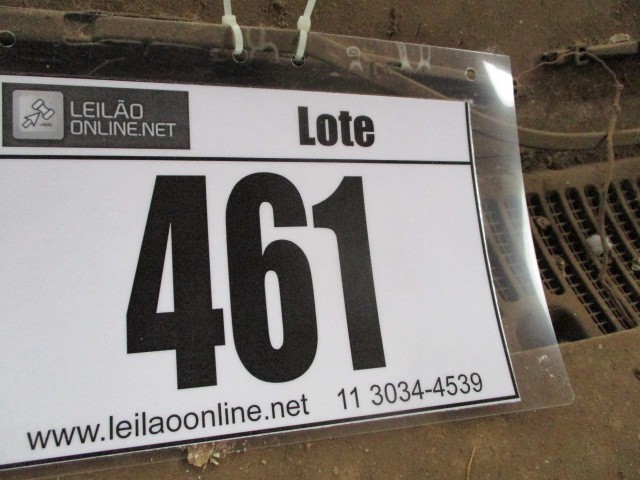 LEILÃO
ONLINE.NET
Lote
461
www.leilaoonline.net 11 3034-4539